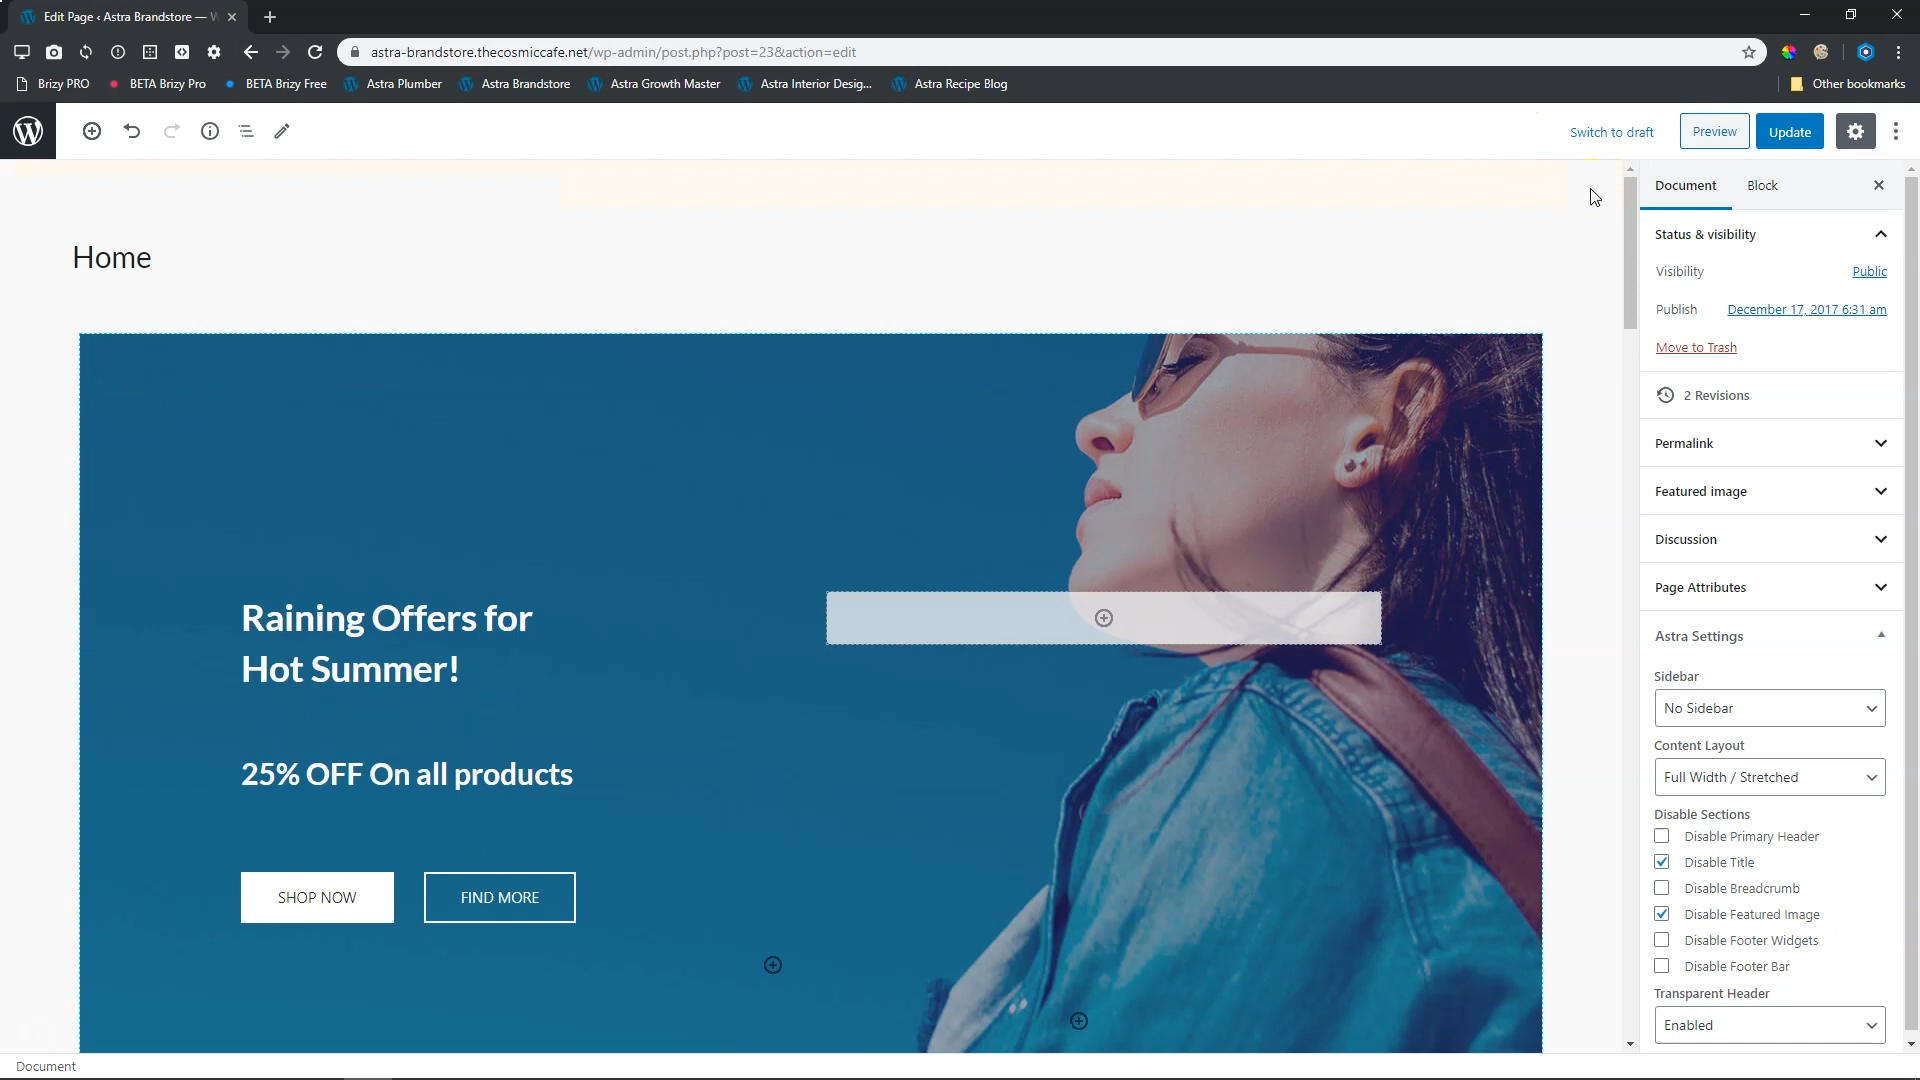 Edit Page ‹ Astra Brandstore —
astra-brandstore.thecosmiccafe.net/wp-admin/post.php?post=23&action=edit
Brizy PRO
BETA Brizy Pro
BETA Brizy Free
Astra Plumber
Astra Brandstore
Astra Growth Master
Astra Interior Desig...
Astra Recipe Blog
Other bookmarks
Switch to draft
Preview
Update
Document
Block
Status & visibility
Visibility
Public
Publish
December 17, 2017 6:31 am
Move to Trash
2 Revisions
Permalink
Featured image
Discussion
Page Attributes
Astra Settings
Sidebar
No Sidebar
Content Layout
Full Width / Stretched
Disable Sections
Disable Primary Header
Disable Title
Disable Breadcrumb
Disable Featured Image
Disable Footer Widgets
Disable Footer Bar
Transparent Header
Enabled
Home
Raining Offers for
Hot Summer!
25% OFF On all products
SHOP NOW
FIND MORE
Document